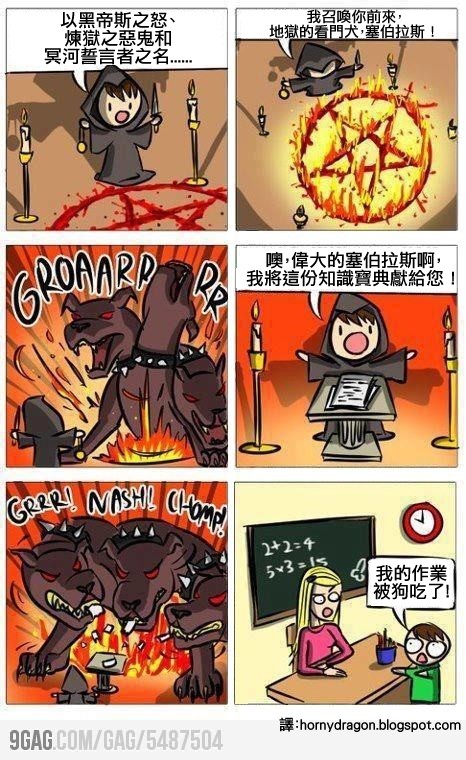 以黑帝斯之怒、
煉獄之惡鬼和
冥河誓言者之名......
我召喚你前來,
地獄的看門犬,塞伯拉斯！
GROAARR
RR
噢,偉大的塞伯拉斯啊,
我將這份知識寶典獻給您！
GRRR! NASH! CHOMP!
2+2=4
5x3=15
我的作業
被狗吃了!
譯:hornydragon.blogspot.com
9GAG.COM/GAG/5487504